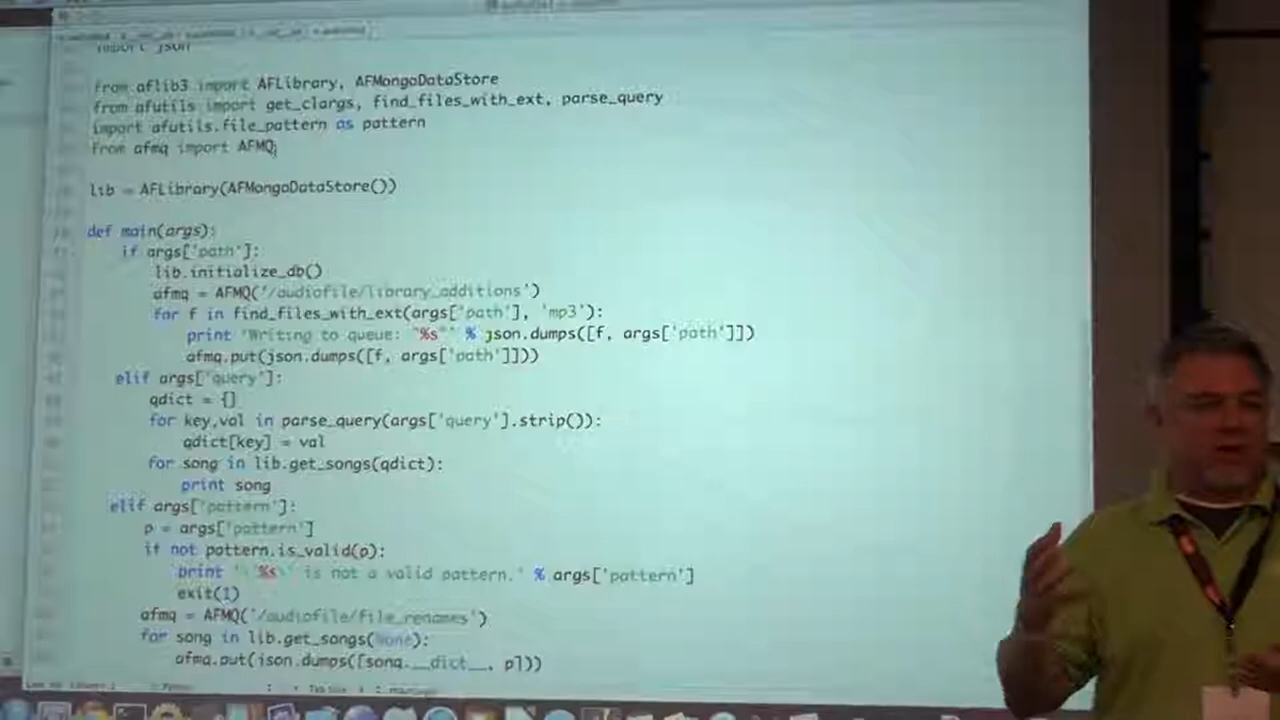 import json
from aflib3 import AFLibrary, AFMongoDataStore
from afutils import get_clargs, find_files_with_ext, parse_query
import afutils.file_pattern as pattern
from afmq import AFMQ
lib = AFLibrary(AFMongoDataStore())
def main(args):
if args['path']:
lib.initialize_db()
afmq = AFMQ('/audiofile/library_additions')
for f in find_files_with_ext(args['path'], 'mp3'):
print 'Writing to queue: "%s"' % json.dumps([f, args['path']])
afmq.put(json.dumps([f, args['path']]))
elif args['query']:
qdict = {}
for key,val in parse_query(args['query'].strip()):
qdict[key] = val
for song in lib.get_songs(qdict):
print song
elif args['pattern']:
p = args['pattern']
if not pattern.is_valid(p):
print '\'%s\' is not a valid pattern.' % args['pattern']
exit(1)
afmq = AFMQ('/audiofile/file_renames')
for song in lib.get_songs(None):
afmq.put(json.dumps([song.__dict__, p]))